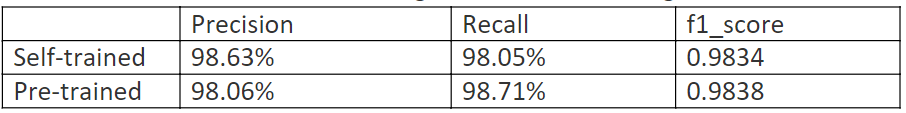 Precision Recall f1_score
Self-trained 98.63% 98.05% 0.9834
Pre-trained 98.06% 98.71% 0.9838